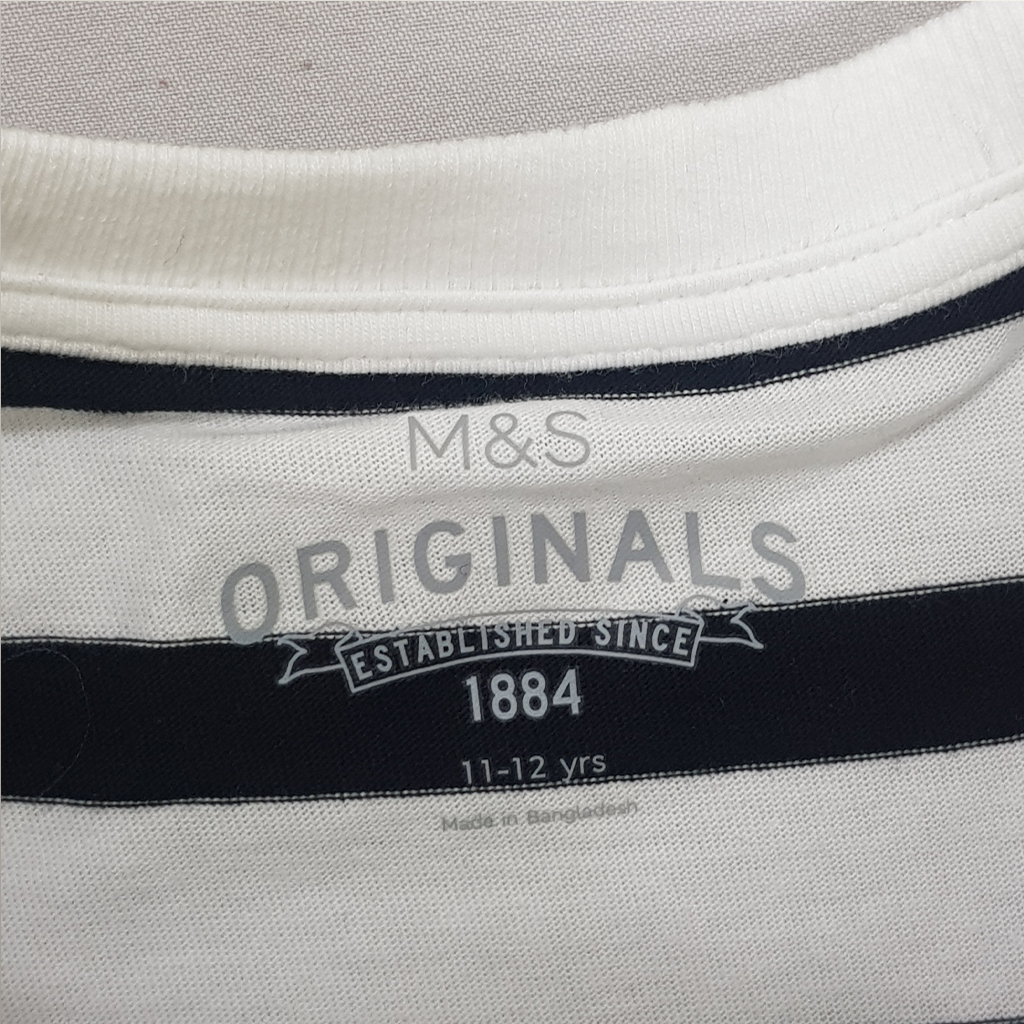 M&S
ORIGINALS
ESTABLISHED SINCE
1884
11-12 yrs
Made in Bangladesh